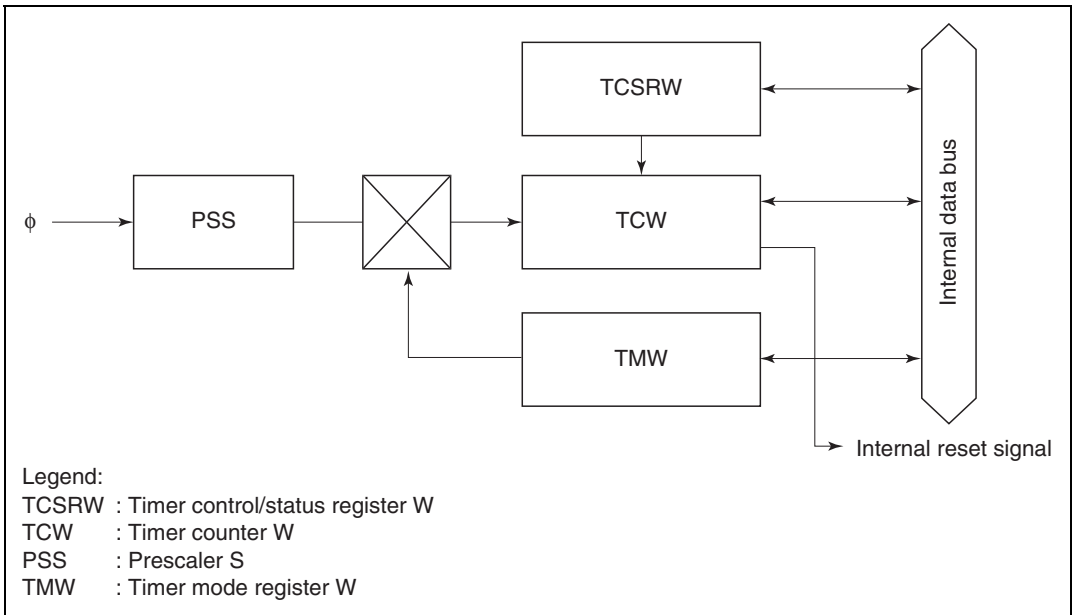 TCSRW
φ
PSS
TCW
TMW
Internal data bus
Internal reset signal
Legend:
TCSRW : Timer control/status register W
TCW : Timer counter W
PSS : Prescaler S
TMW : Timer mode register W